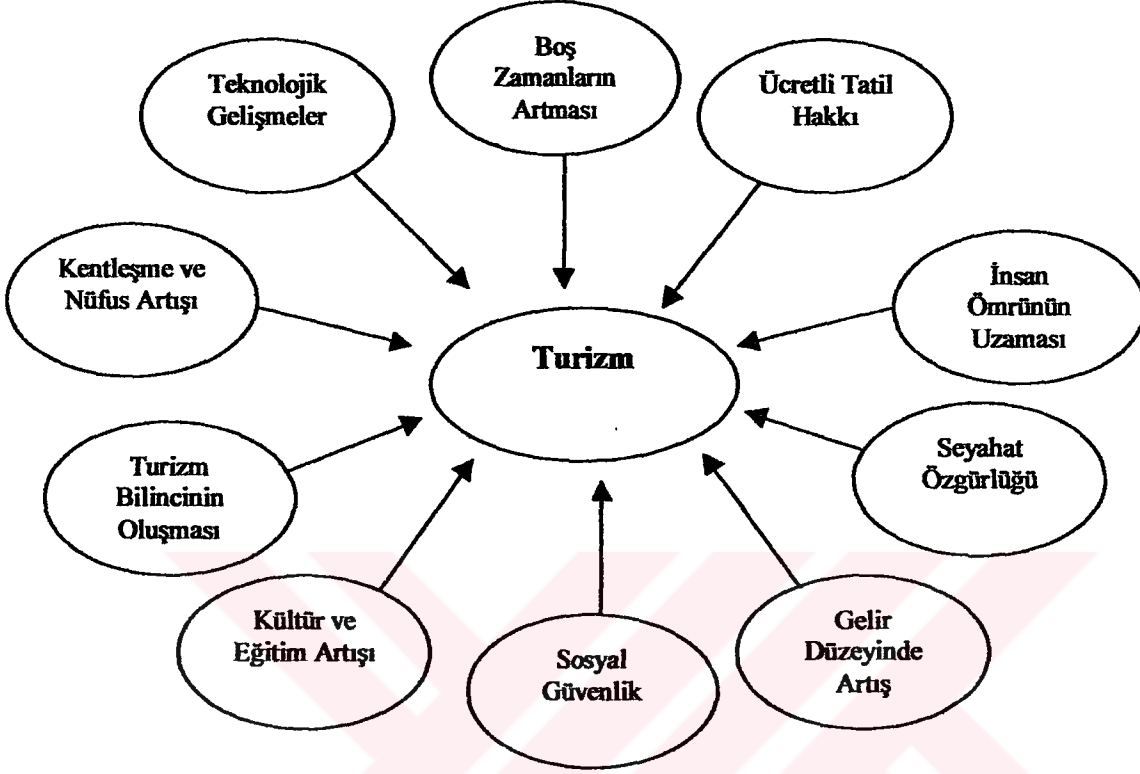 Boş
Zamanların
Artması
Teknolojik
Gelişmeler
Ücretli Tatil
Hakkı
Kentleşme ve
Nüfus Artışı
İnsan
Ömrünün
Uzaması
Turizm
Turizm
Bilincinin
Oluşması
Seyahat
Özgürlüğü
Kültür ve
Eğitim Artışı
Sosyal
Güvenlik
Gelir
Düzeyinde
Artış